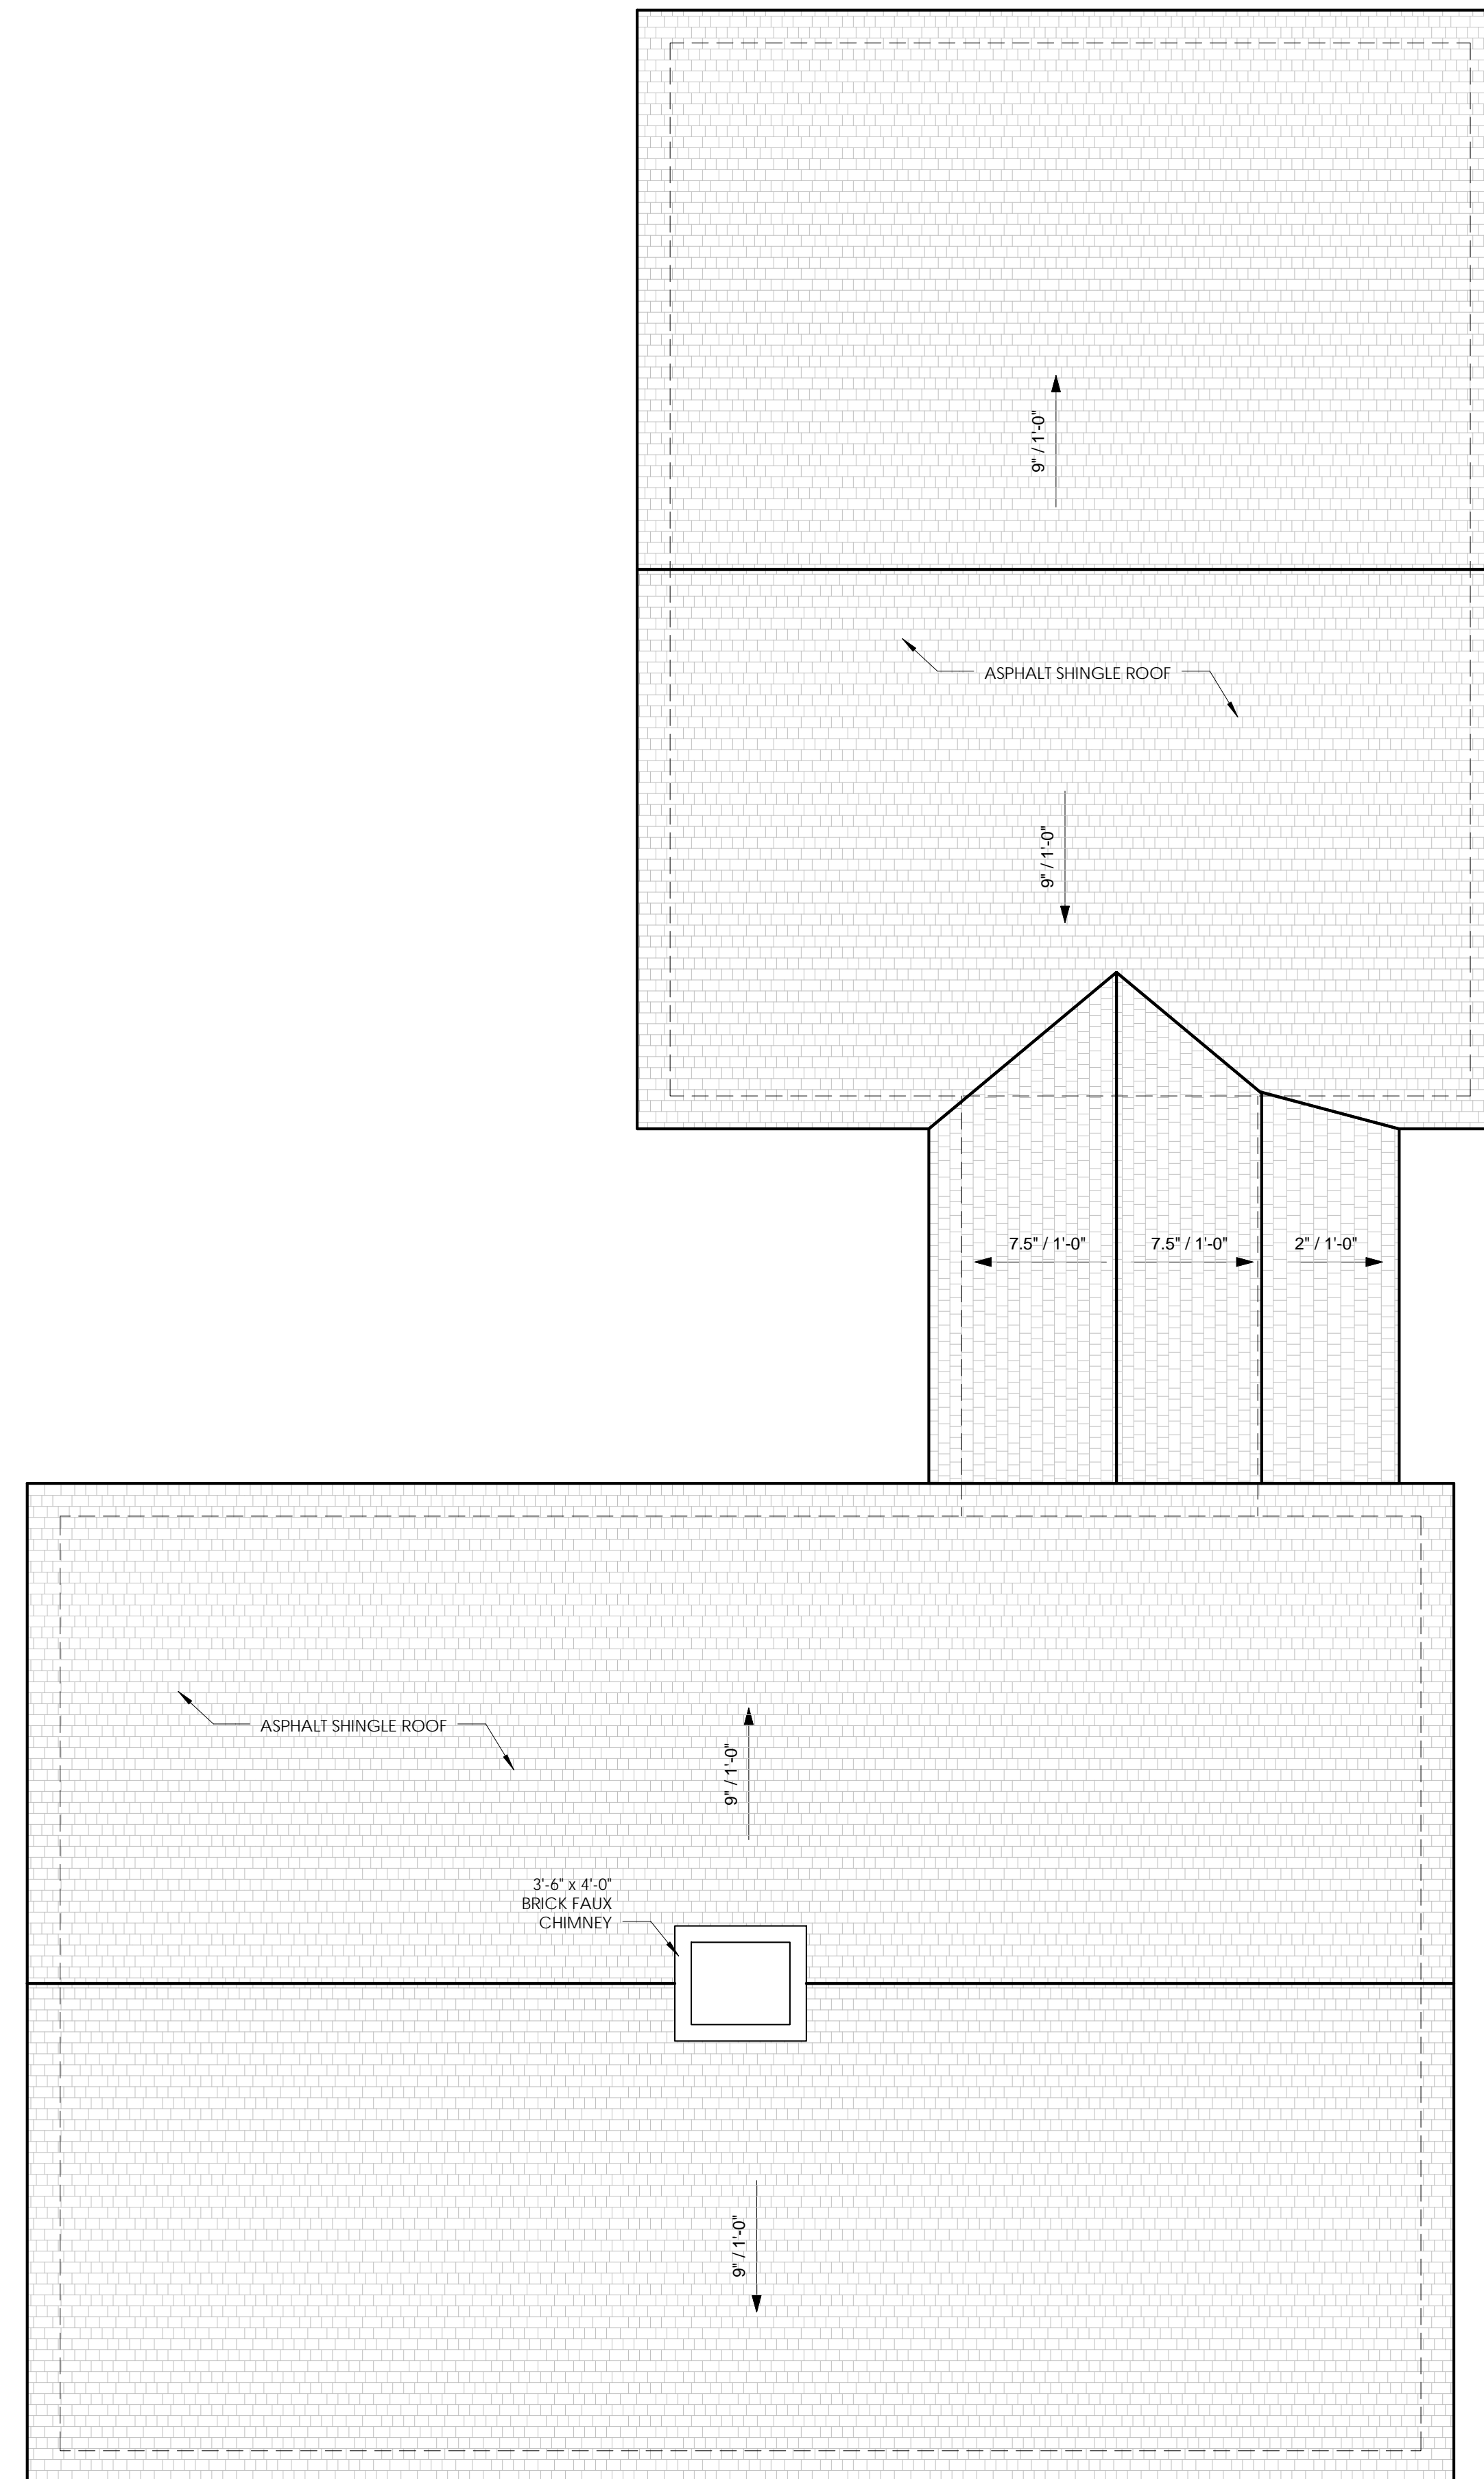 9" / 1'-0"
ASPHALT SHINGLE ROOF
9" / 1'-0"
7.5" / 1'-0"
7.5" / 1'-0"
2" / 1'-0"
ASPHALT SHINGLE ROOF
9" / 1'-0"
3'-6" x 4'-0"
BRICK FAUX
CHIMNEY
9" / 1'-0"